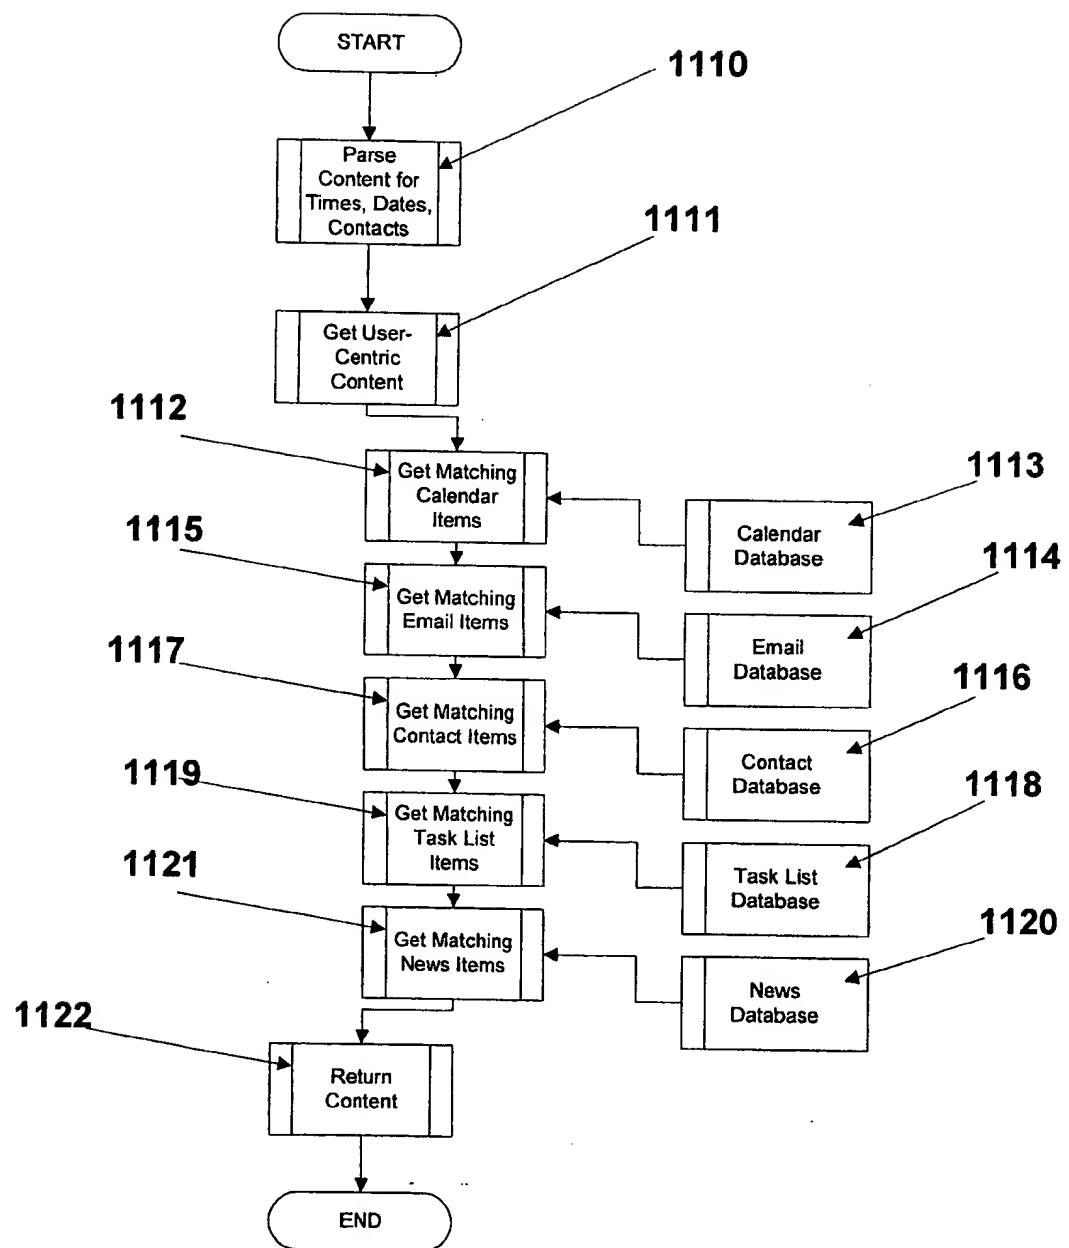 START
1110
Parse
Content for
Times, Dates,
Contacts
1111
Get User-
Centric
Content
1112
Get Matching
Calendar
Items
1113
Calendar
Database
1115
Get Matching
Email Items
1114
Email
Database
1117
Get Matching
Contact Items
1116
Contact
Database
1119
Get Matching
Task List
Items
1118
Task List
Database
1121
Get Matching
News Items
1120
News
Database
1122
Return
Content
END